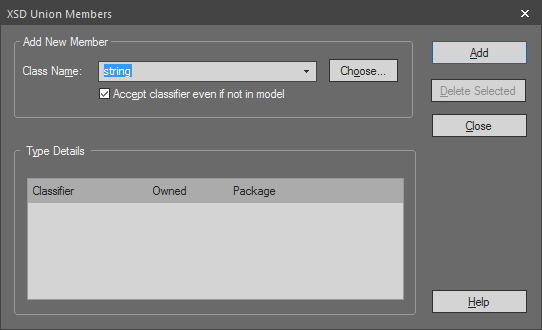 XSD Union Members
Add New Member
Class Name: string Choose...
Accept classifier even if not in model
Add
Delete Selected
Close
Type Details
Classifier Owned Package
Help